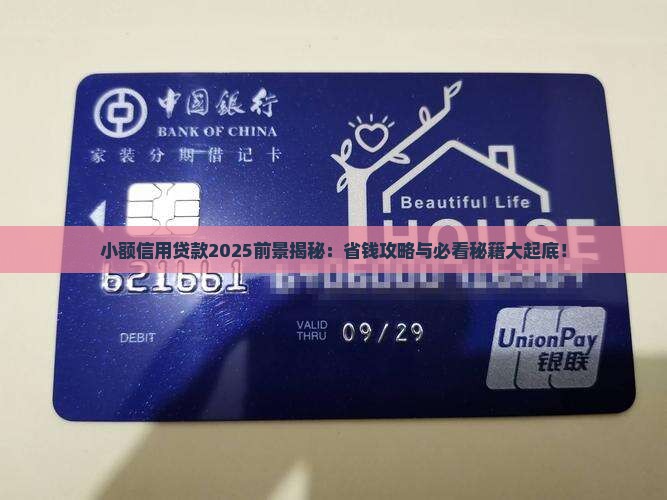 中国银行
BANK OF CHINA
家装分期借记卡
Beautiful Life
HOUSE
小额信用贷款2025前景揭秘：省钱攻略与必看秘籍大起底！
621661
DEBIT
VALID
THRU
09/29
UnionPay
银联